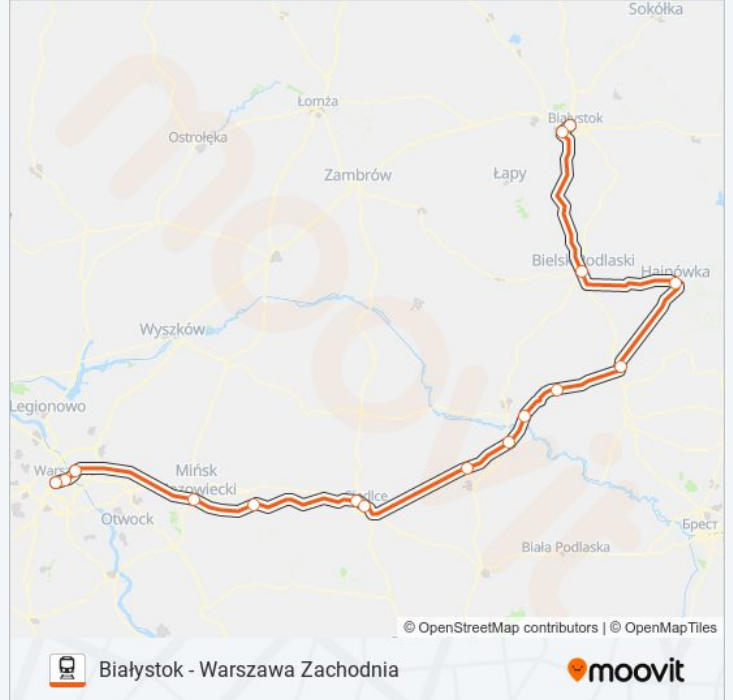 Sokółka
Łomża
Białystok
Ostrołęka
Zambrów
Łapy
Bielsk Podlaski
Hajnówka
Wyszków
Legionowo
Mińsk
Otwock
Брест
Biała Podlaska
© OpenStreetMap contributors | © OpenMapTiles
Białystok - Warszawa Zachodnia
moovit